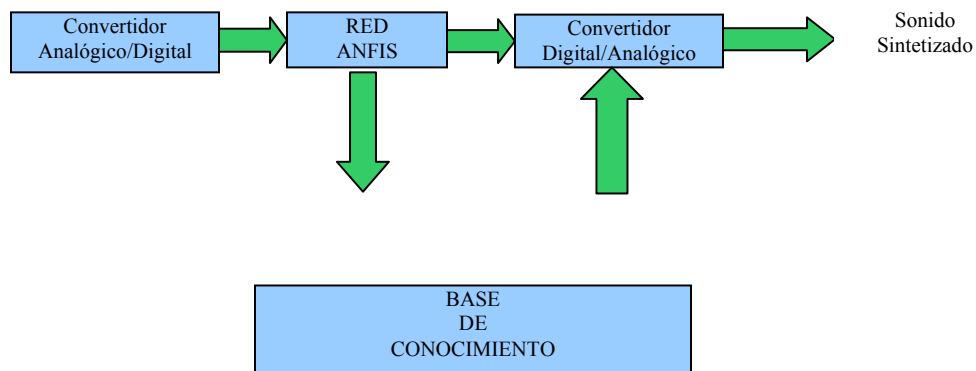 Convertidor
Analógico/Digital
RED
ANFIS
Convertidor
Digital/Analógico
Sonido
Sintetizado
BASE
DE
CONOCIMIENTO